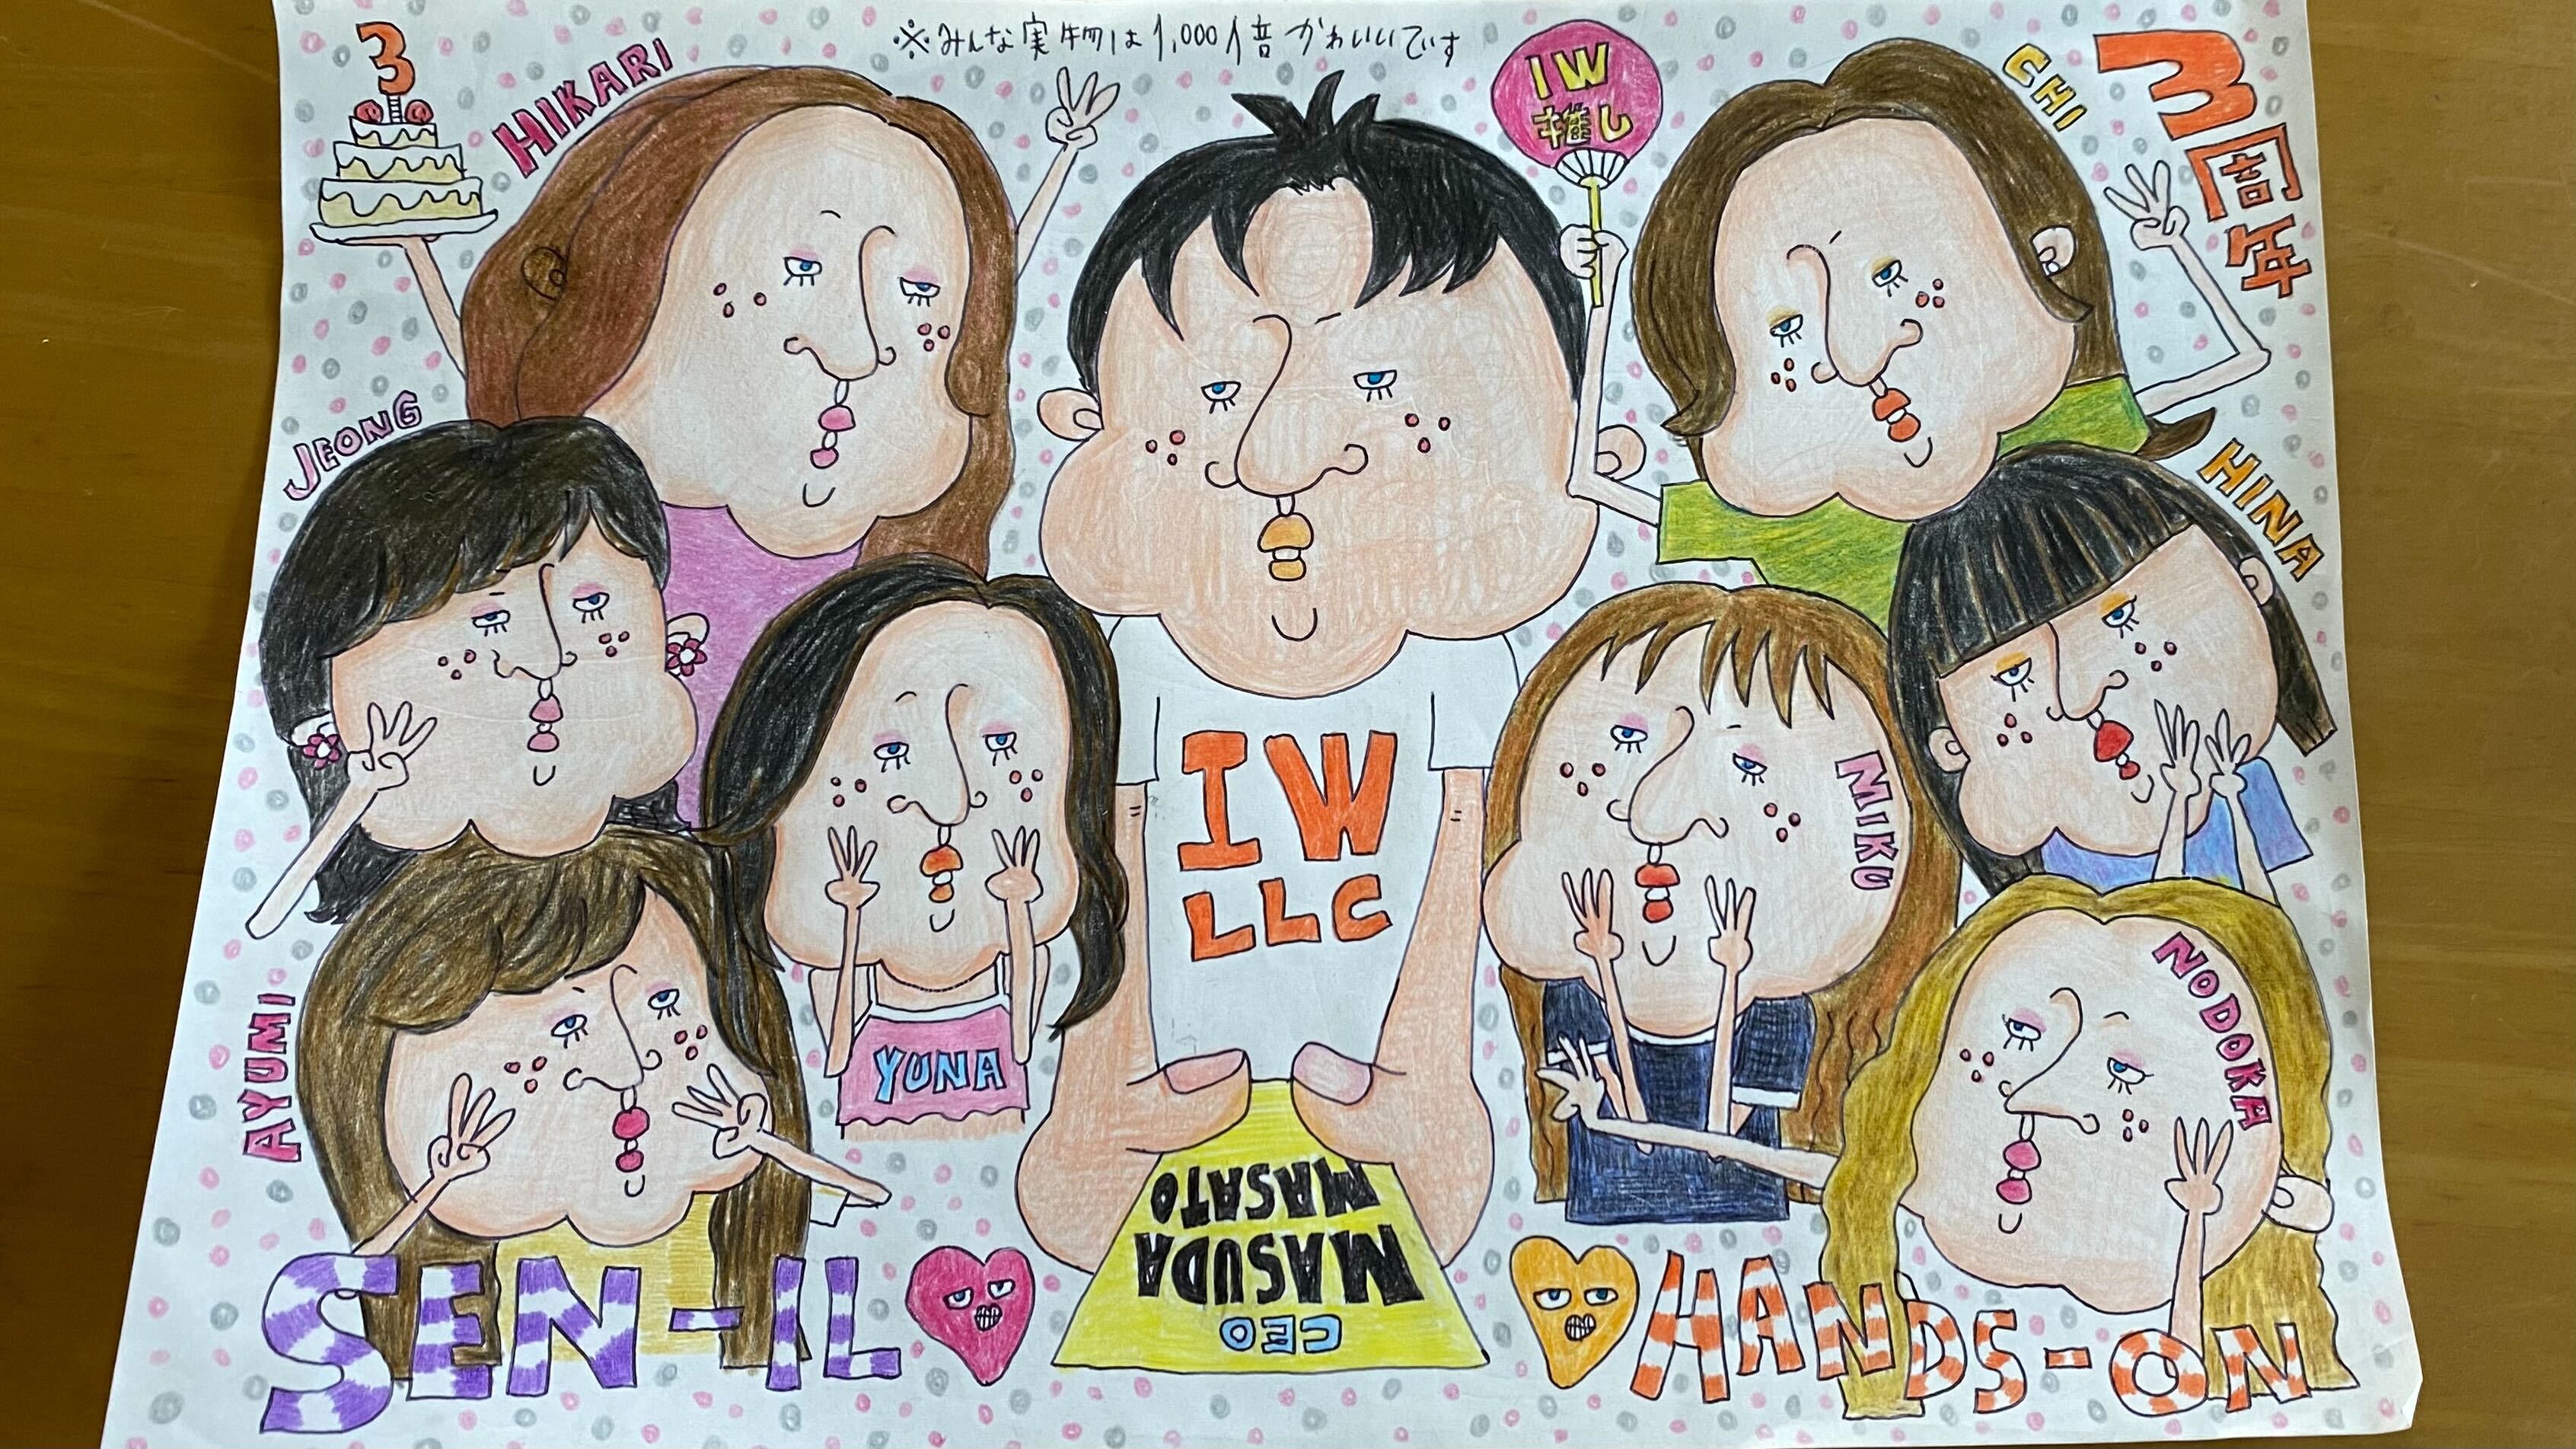 ※みんな実物は1,000倍かわいいです
3
HIKARI
IW
推し
CHI
3周年
JEONG
HINA
IW
LLC
MIKU
NODOKA
AYUMI
YUNA
CEO
MASUDA
MASATO
SEN-IL
HANDS-ON